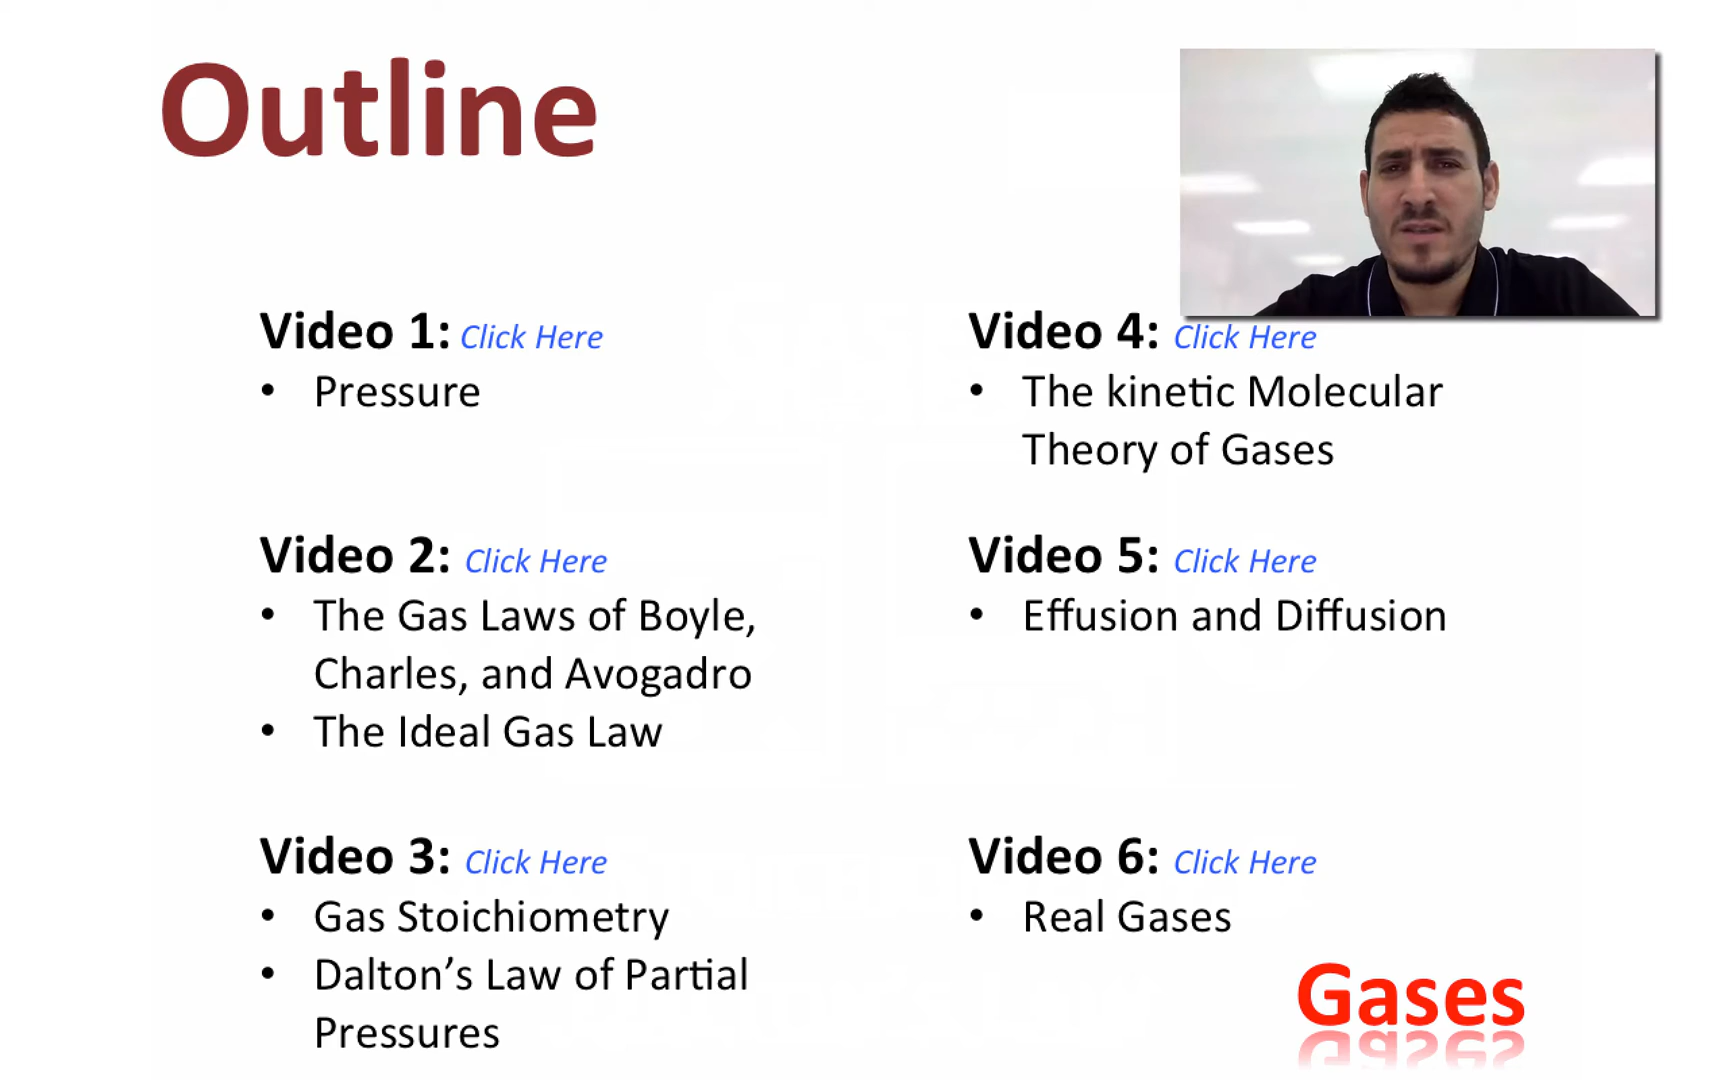 Outline
Video 1: Click Here
• Pressure
Video 2: Click Here
• The Gas Laws of Boyle,
Charles, and Avogadro
• The Ideal Gas Law
Video 3: Click Here
• Gas Stoichiometry
• Dalton’s Law of Partial
Pressures
Video 4: Click Here
• The kinetic Molecular
Theory of Gases
Video 5: Click Here
• Effusion and Diffusion
Video 6: Click Here
• Real Gases
Gases